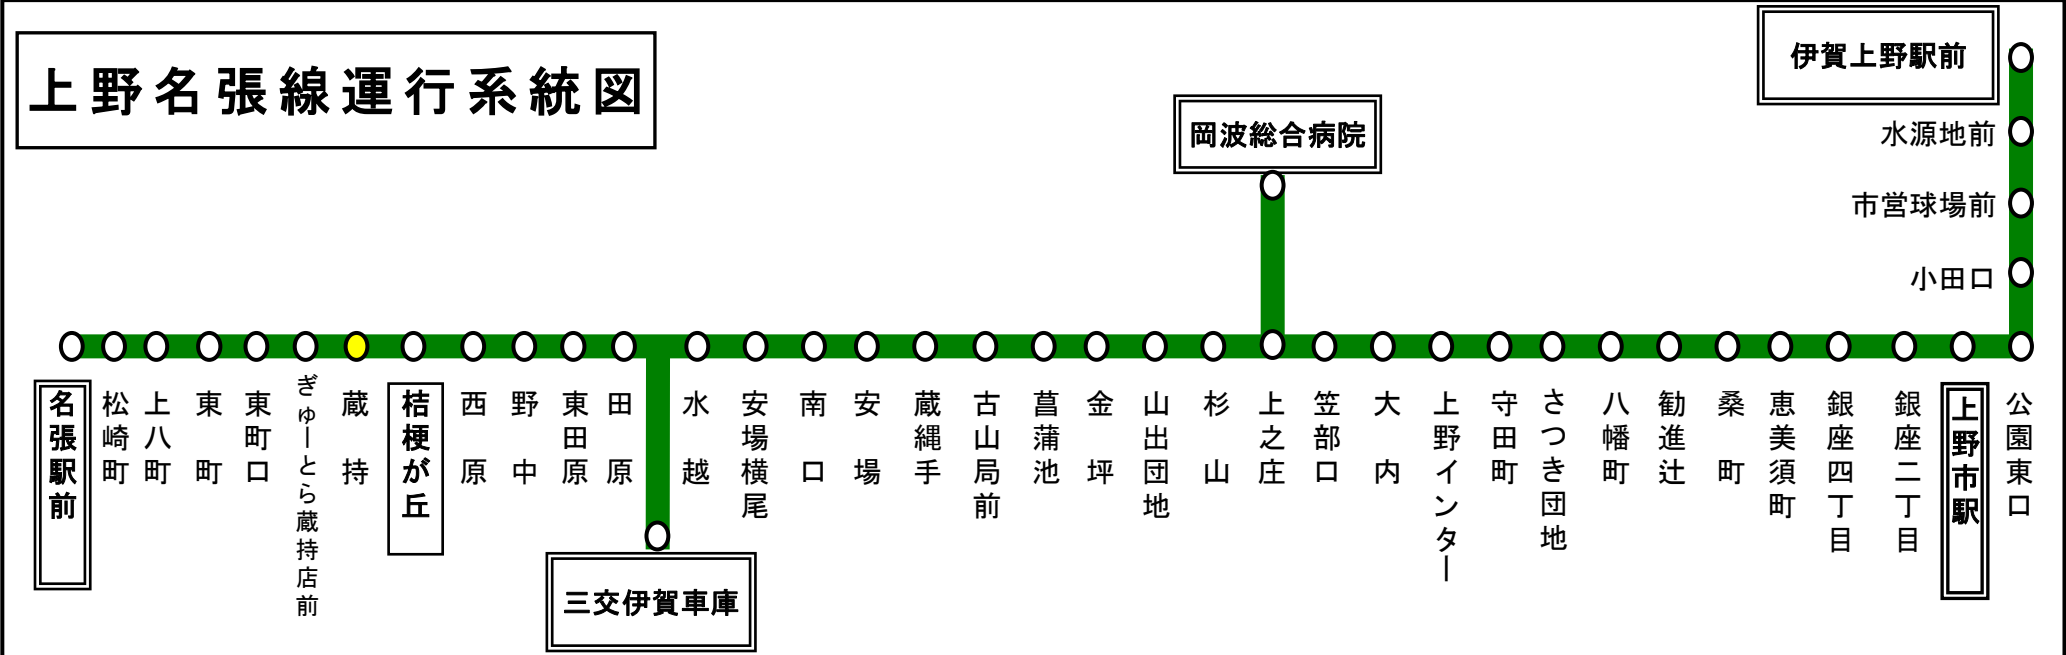 上野名張線運行系統図
伊賀上野駅前
水源地前
市営球場前
小田口
岡波総合病院
名張駅前
松崎町
上八町
東町
東町口
ぎゅーとら蔵持店前
蔵持
桔梗が丘
西原
野中
東田原
田原
三交伊賀車庫
水越
安場横尾
南口
安場
蔵縄手
古山局前
菖蒲池
金坪
山出団地
杉山
上之庄
笠部口
大内
上野インター
守田町
さつき団地
八幡町
勧進辻
桑町
恵美須町
銀座四丁目
銀座二丁目
上野市駅
公園東口